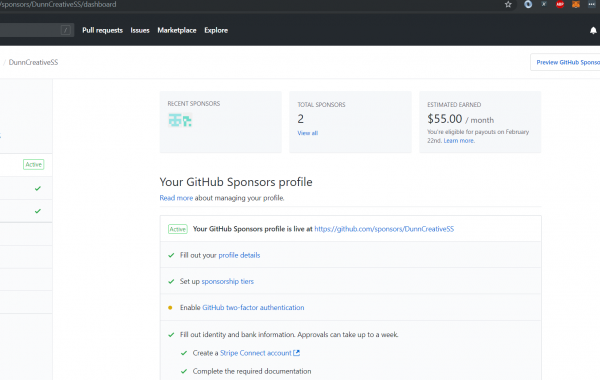 /sponsors/DunnCreativeSS/dashboard
/
Pull requests Issues Marketplace Explore
/ DunnCreativeSS
Preview GitHub Sponso
RECENT SPONSORS
TOTAL SPONSORS
2
View all
ESTIMATED EARNED
$55.00 / month
You're eligible for payouts on February
22nd. Learn more.
Active
Your GitHub Sponsors profile
Read more about managing your profile.
Active Your GitHub Sponsors profile is live at https://github.com/sponsors/DunnCreativeSS
Fill out your profile details
Set up sponsorship tiers
Enable GitHub two-factor authentication
Fill out identity and bank information. Approvals can take up to a week.
Create a Stripe Connect account
Complete the required documentation